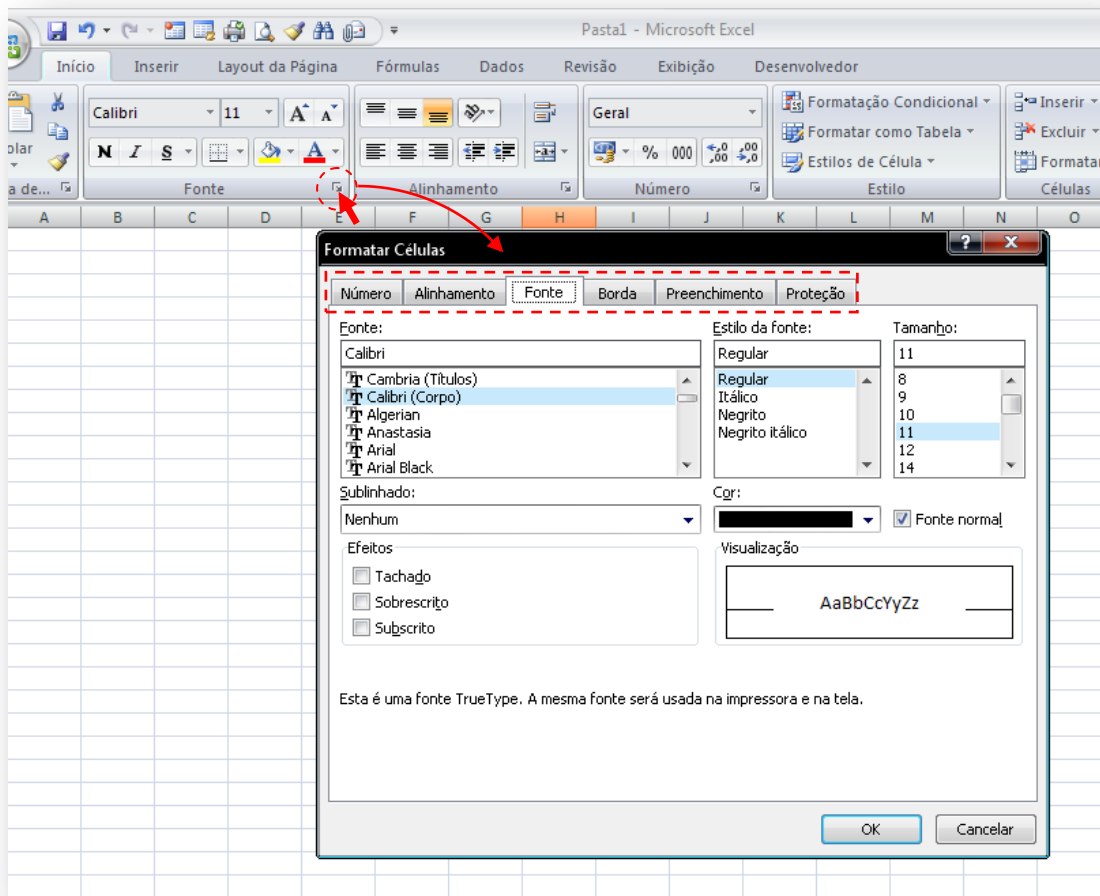 Pasta1 - Microsoft Excel
Início Inserir Layout da Página Fórmulas Dados Revisão Exibição Desenvolvedor
Calibri 11 A A Geral Formatação Condicional Inserir
olar N I S A % 000 ,00 Formatar como Tabela Excluir
Estilos de Célula Formatar
a de... Fonte Alinhamento Número Estilo Células
A B C D E F G H I J K L M N O
Formatar Células ? X
Número Alinhamento Fonte Borda Preenchimento Proteção
Fonte: Estilo da fonte: Tamanho:
Calibri Regular 11
Cambria (Títulos) Regular 8
Calibri (Corpo) Itálico 9
Algerian Negrito 10
Anastasia Negrito itálico 11
Arial 12
Arial Black 14
Sublinhado: Cor:
Nenhum Fonte normal
Efeitos Visualização
Tachado
Sobrescrito AaBbCcYyZz
Subscrito
Esta é uma fonte TrueType. A mesma fonte será usada na impressora e na tela.
OK Cancelar